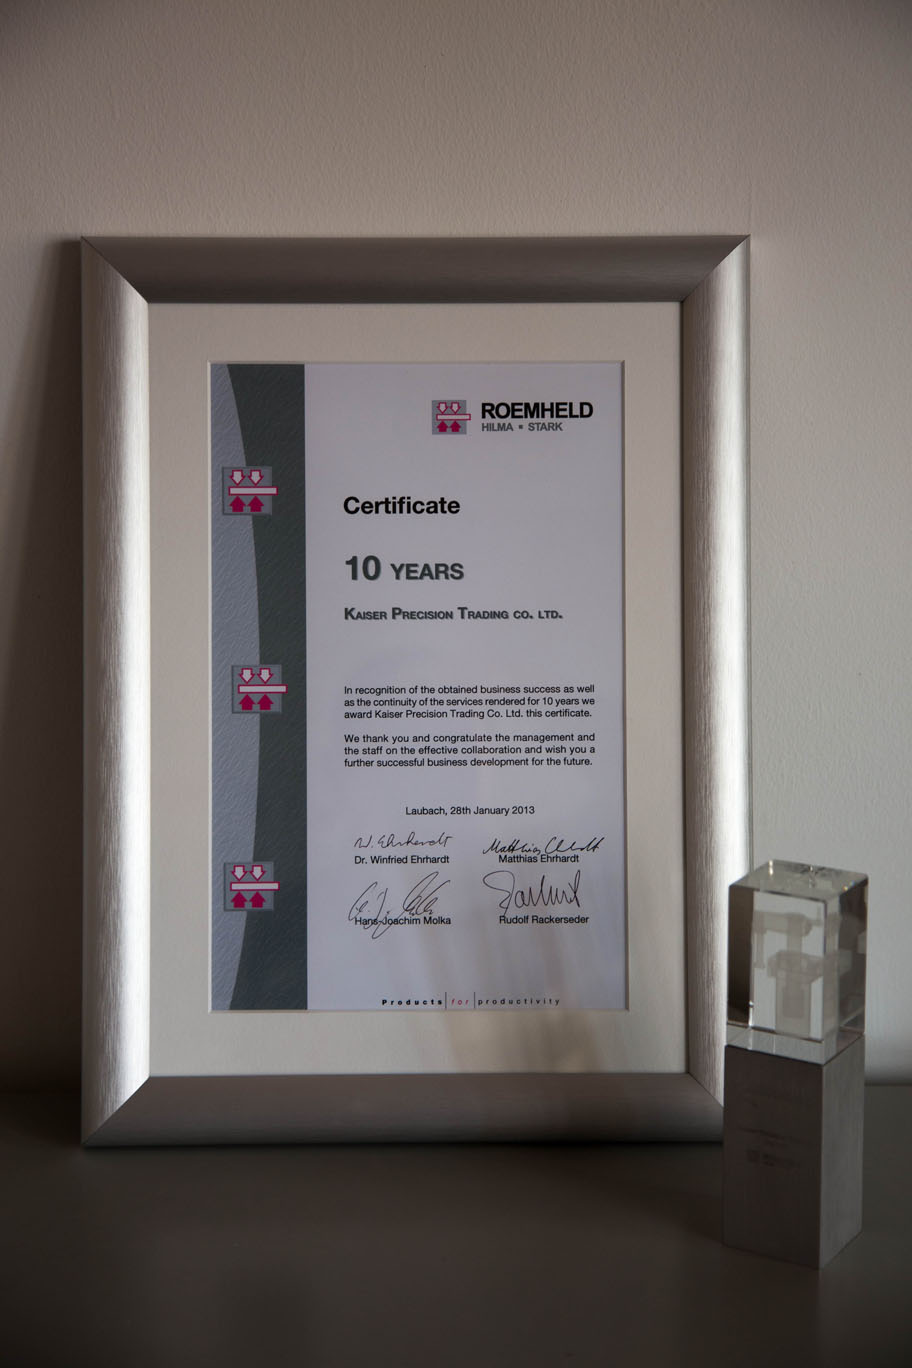 ROEMHELD
HILMA ▪ STARK
Certificate
10 YEARS
KAISER PRECISION TRADING CO. LTD.
In recognition of the obtained business success as well
as the continuity of the services rendered for 10 years we
award Kaiser Precision Trading Co. Ltd. this certificate.
We thank you and congratulate the management and
the staff on the effective collaboration and wish you a
further successful business development for the future.
Laubach, 28th January 2013
W. Ehrhardt
Matthias Ehrhardt
Dr. Winfried Ehrhardt
Matthias Ehrhardt
Hans-Joachim Molka
Rudolf Rackerseder
Products|for|productivity